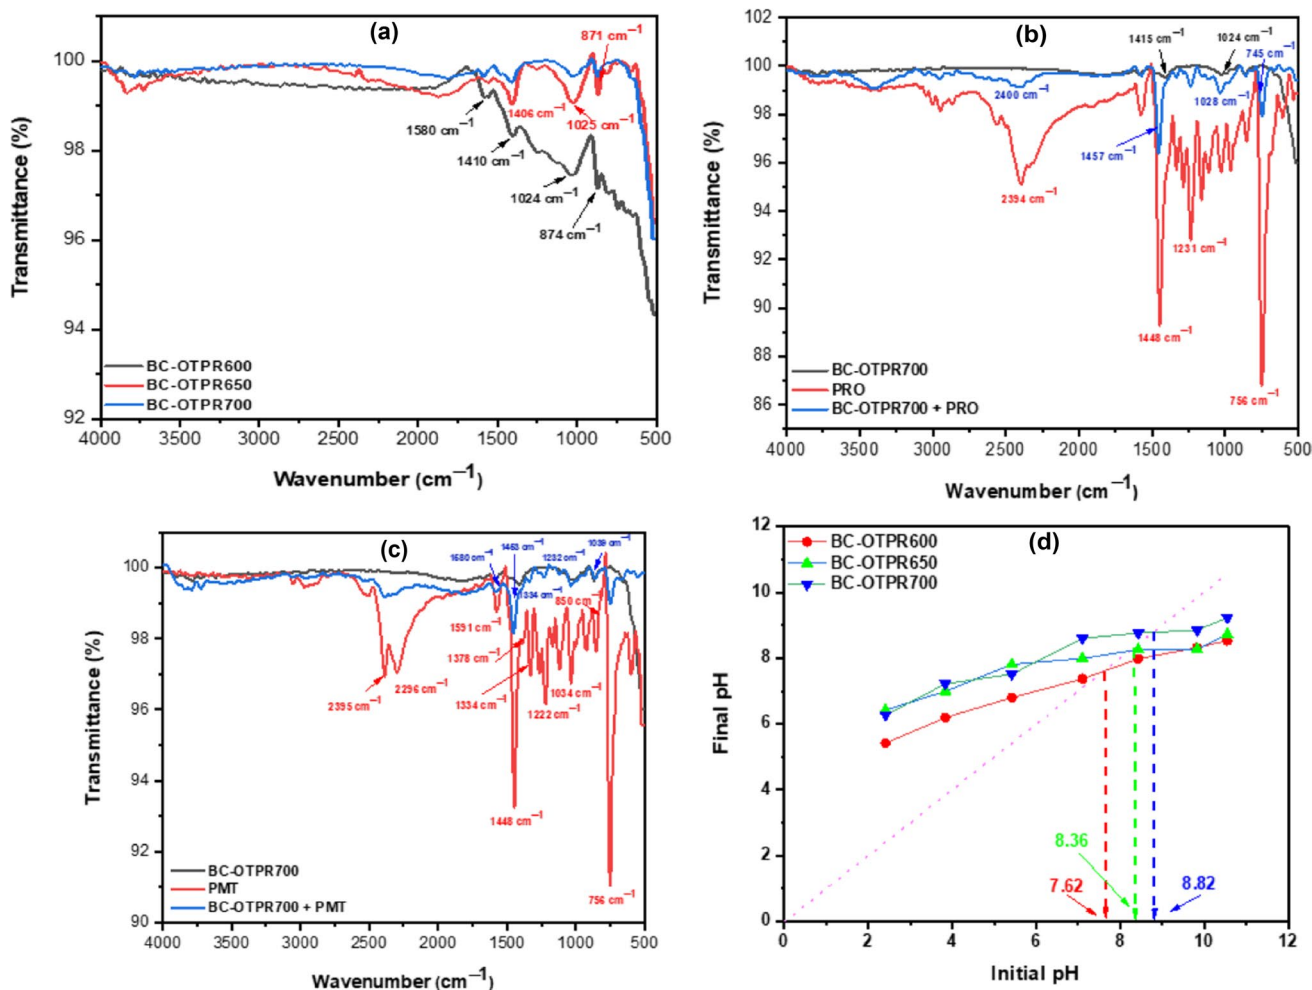 (a)
100
98
96
94
92
Transmittance (%)
871 cm⁻¹
1406 cm⁻¹
1025 cm⁻¹
1580 cm⁻¹
1410 cm⁻¹
1024 cm⁻¹
874 cm⁻¹
BC-OTPR600
BC-OTPR650
BC-OTPR700
4000 3500 3000 2500 2000 1500 1000 500
Wavenumber (cm⁻¹)
(b)
102
100
98
96
94
92
90
88
86
Transmittance (%)
1415 cm⁻¹
1024 cm⁻¹
745 cm⁻¹
2400 cm⁻¹
1028 cm⁻¹
1457 cm⁻¹
2394 cm⁻¹
1231 cm⁻¹
1448 cm⁻¹
756 cm⁻¹
BC-OTPR700
PRO
BC-OTPR700 + PRO
4000 3500 3000 2500 2000 1500 1000 500
Wavenumber (cm⁻¹)
(c)
100
98
96
94
92
90
Transmittance (%)
1680 cm⁻¹
1463 cm⁻¹
1232 cm⁻¹
1039 cm⁻¹
1334 cm⁻¹
850 cm⁻¹
1591 cm⁻¹
1378 cm⁻¹
2395 cm⁻¹
2296 cm⁻¹
1334 cm⁻¹
1034 cm⁻¹
1222 cm⁻¹
1448 cm⁻¹
756 cm⁻¹
BC-OTPR700
PMT
BC-OTPR700 + PMT
4000 3500 3000 2500 2000 1500 1000 500
Wavenumber (cm⁻¹)
(d)
12
10
8
6
4
2
0
Final pH
BC-OTPR600
BC-OTPR650
BC-OTPR700
8.36
7.62
8.82
0 2 4 6 8 10 12
Initial pH